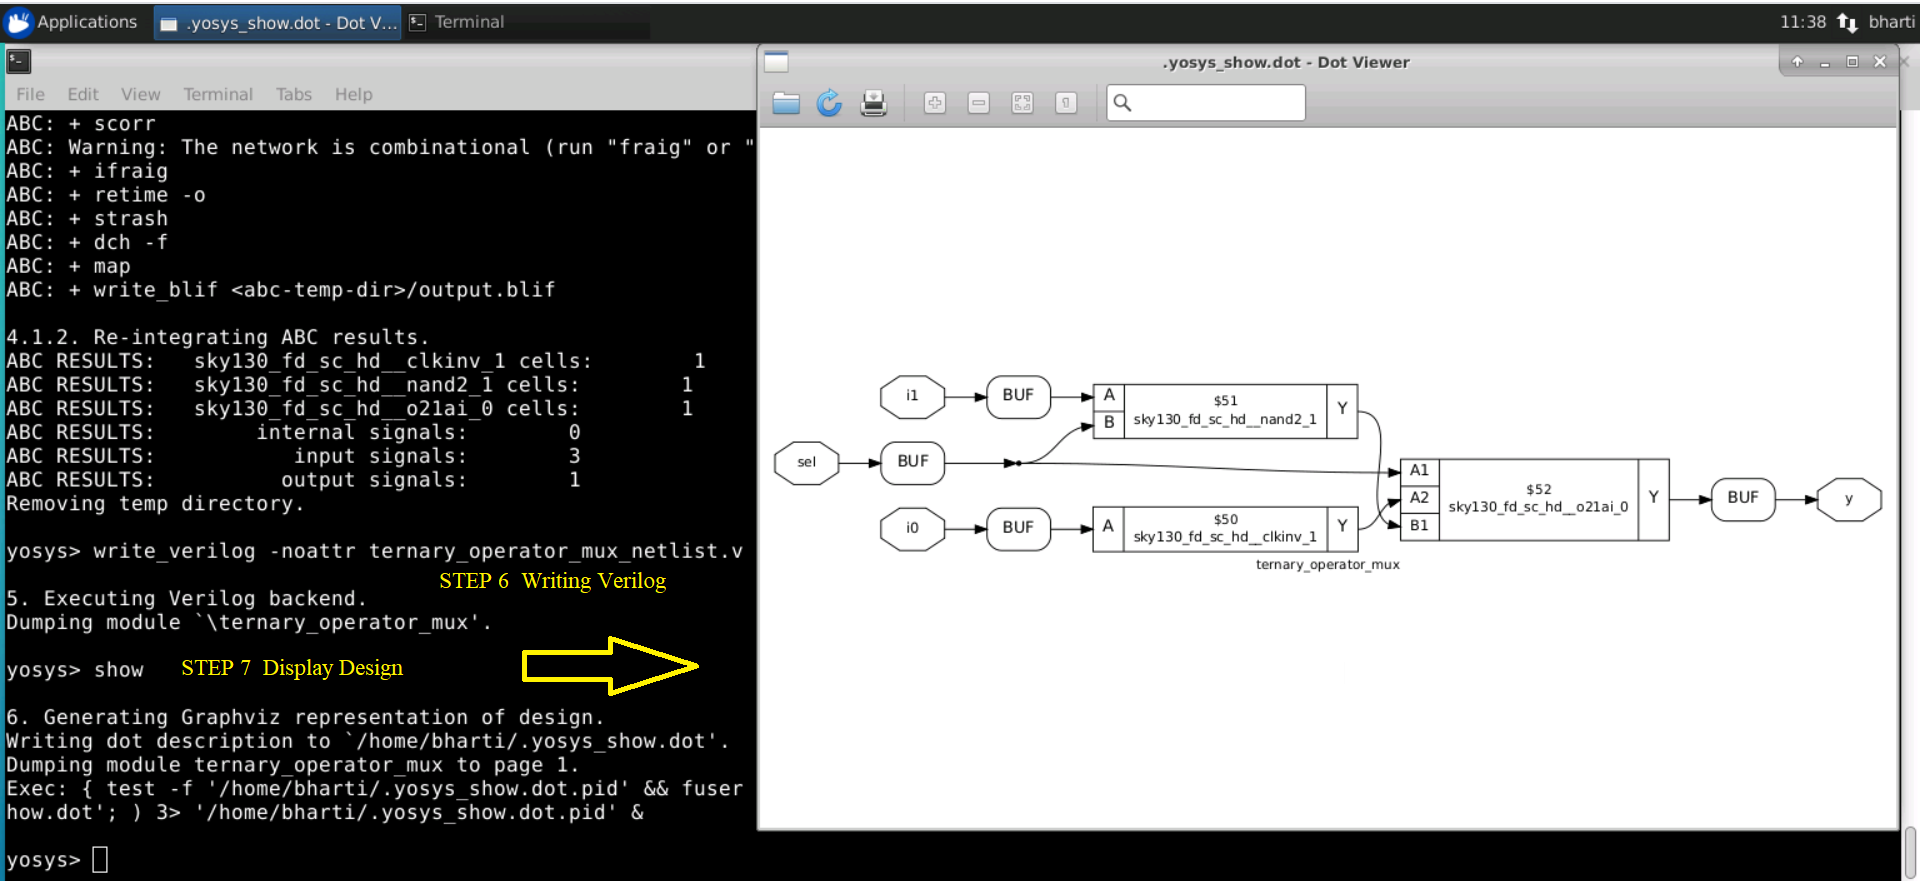 Applications
.yosys_show.dot - Dot V...
Terminal
11:38
bharti
File Edit View Terminal Tabs Help
ABC: + scorr
ABC: Warning: The network is combinational (run "fraig" or "
ABC: + ifraig
ABC: + retime -o
ABC: + strash
ABC: + dch -f
ABC: + map
ABC: + write_blif <abc-temp-dir>/output.blif
4.1.2. Re-integrating ABC results.
ABC RESULTS:   sky130_fd_sc_hd__clkinv_1 cells:        1
ABC RESULTS:   sky130_fd_sc_hd__nand2_1 cells:        1
ABC RESULTS:   sky130_fd_sc_hd__o21ai_0 cells:        1
ABC RESULTS:        internal signals:        0
ABC RESULTS:           input signals:        3
ABC RESULTS:          output signals:        1
Removing temp directory.
yosys> write_verilog -noattr ternary_operator_mux_netlist.v
STEP 6  Writing Verilog
5. Executing Verilog backend.
Dumping module `\ternary_operator_mux'.
yosys> show
STEP 7  Display Design
6. Generating Graphviz representation of design.
Writing dot description to `/home/bharti/.yosys_show.dot'.
Dumping module ternary_operator_mux to page 1.
Exec: { test -f '/home/bharti/.yosys_show.dot.pid' && fuser
how.dot'; ) 3> '/home/bharti/.yosys_show.dot.pid' &
yosys>
.yosys_show.dot - Dot Viewer
i1
BUF
A
B
$51
sky130_fd_sc_hd__nand2_1
Y
sel
BUF
i0
BUF
A
$50
sky130_fd_sc_hd__clkinv_1
Y
A1
A2
B1
$52
sky130_fd_sc_hd__o21ai_0
Y
BUF
y
ternary_operator_mux